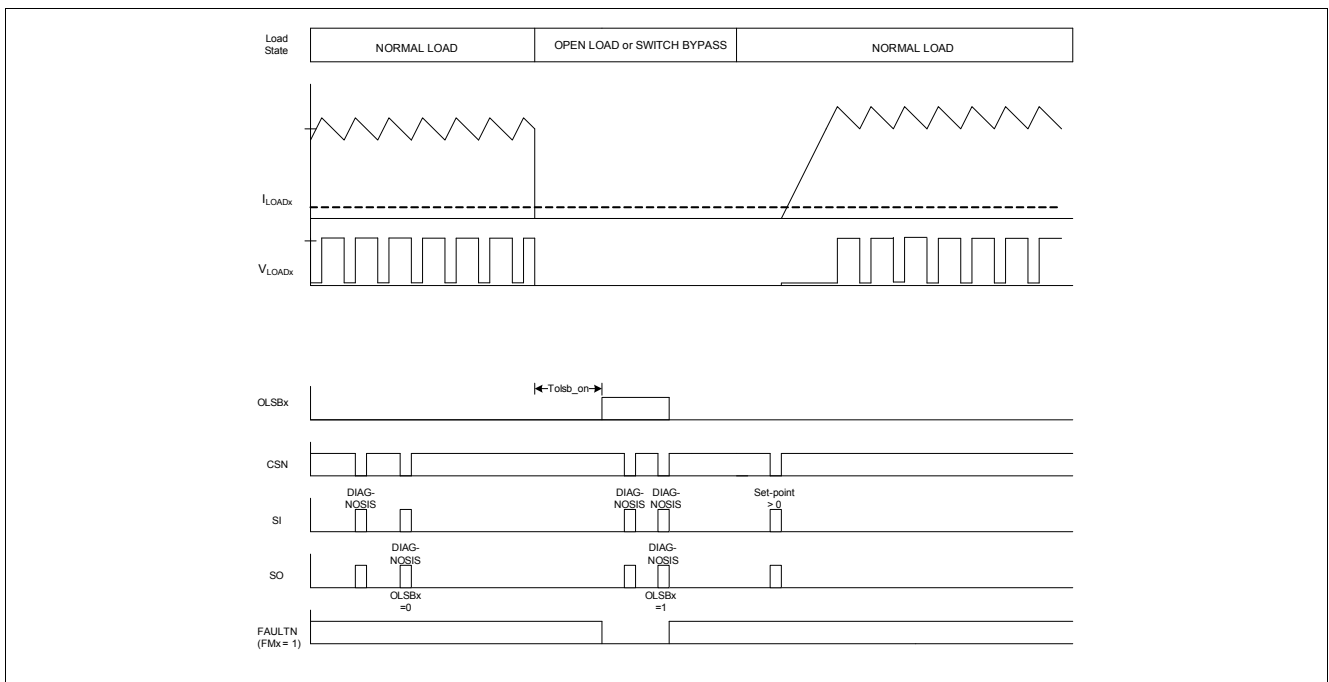 Load
State
NORMAL LOAD
OPEN LOAD or SWITCH BYPASS
NORMAL LOAD
ILOADx
VLOADx
Tolsb_on
OLSBx
CSN
DIAG-
NOSIS
DIAG-
NOSIS
DIAG-
NOSIS
Set-point
> 0
SI
DIAG-
NOSIS
DIAG-
NOSIS
SO
OLSBx
=0
OLSBx
=1
FAULTN
(FMx = 1)